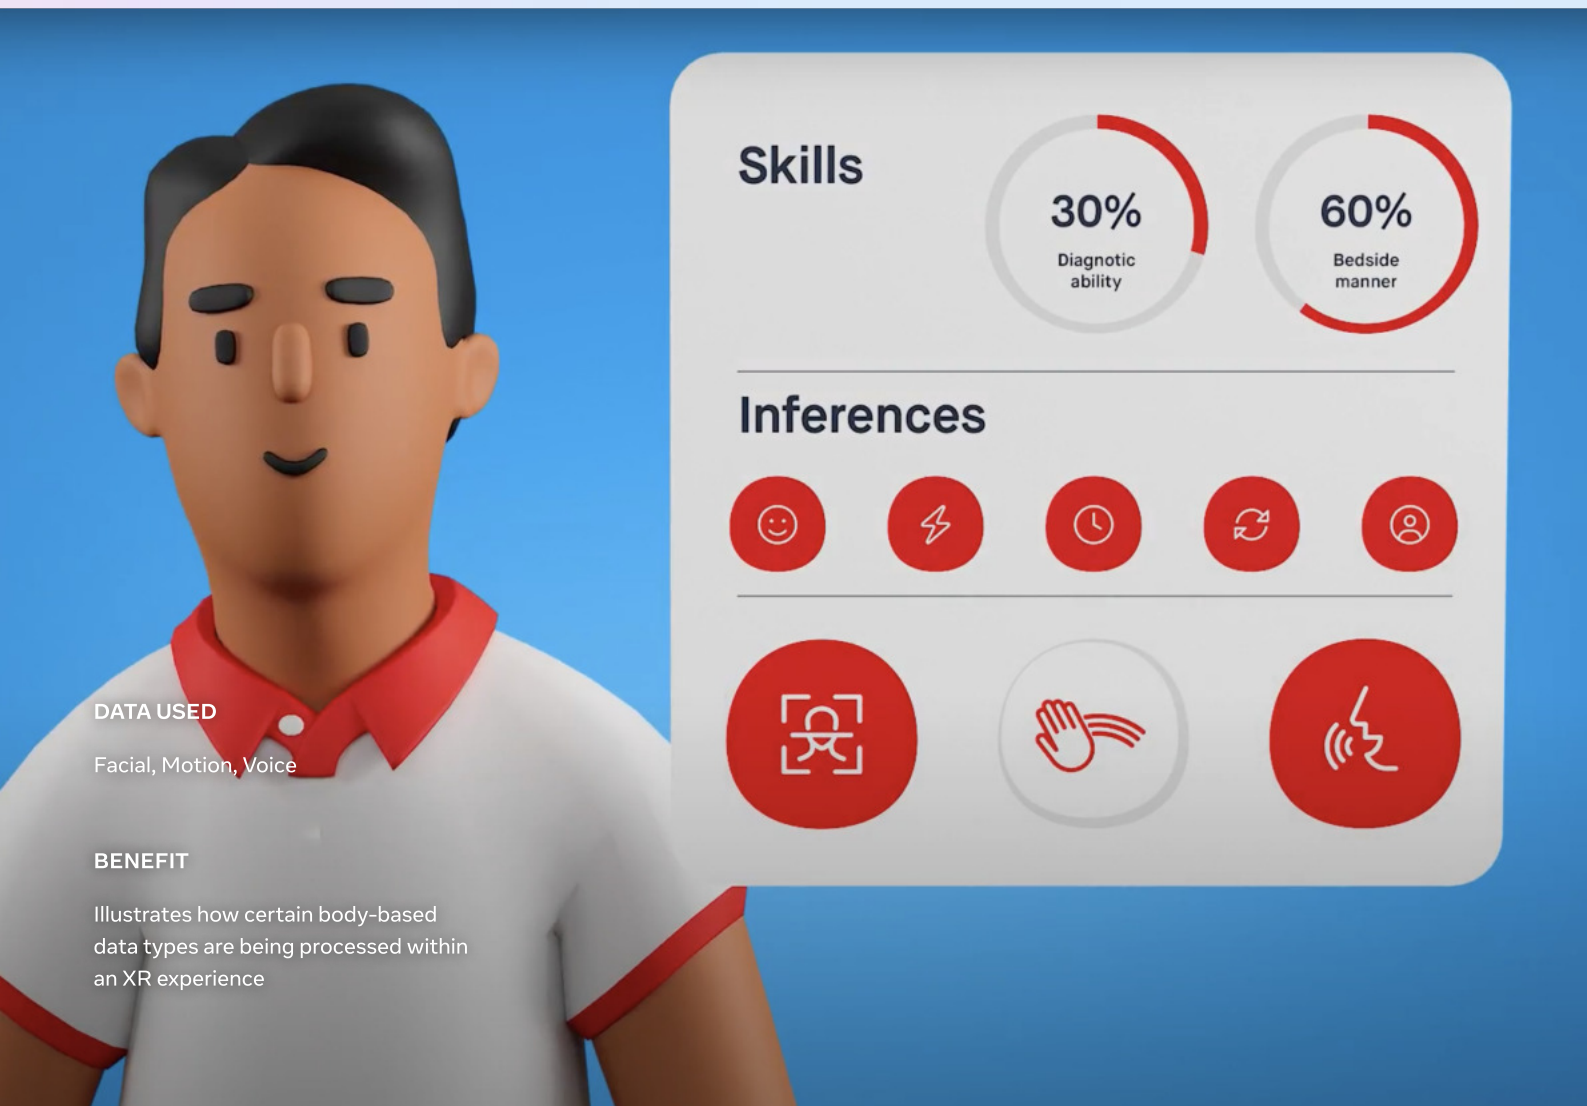 Skills
30%
Diagnotic
ability
60%
Bedside
manner
Inferences
DATA USED
Facial, Motion, Voice
BENEFIT
Illustrates how certain body-based
data types are being processed within
an XR experience